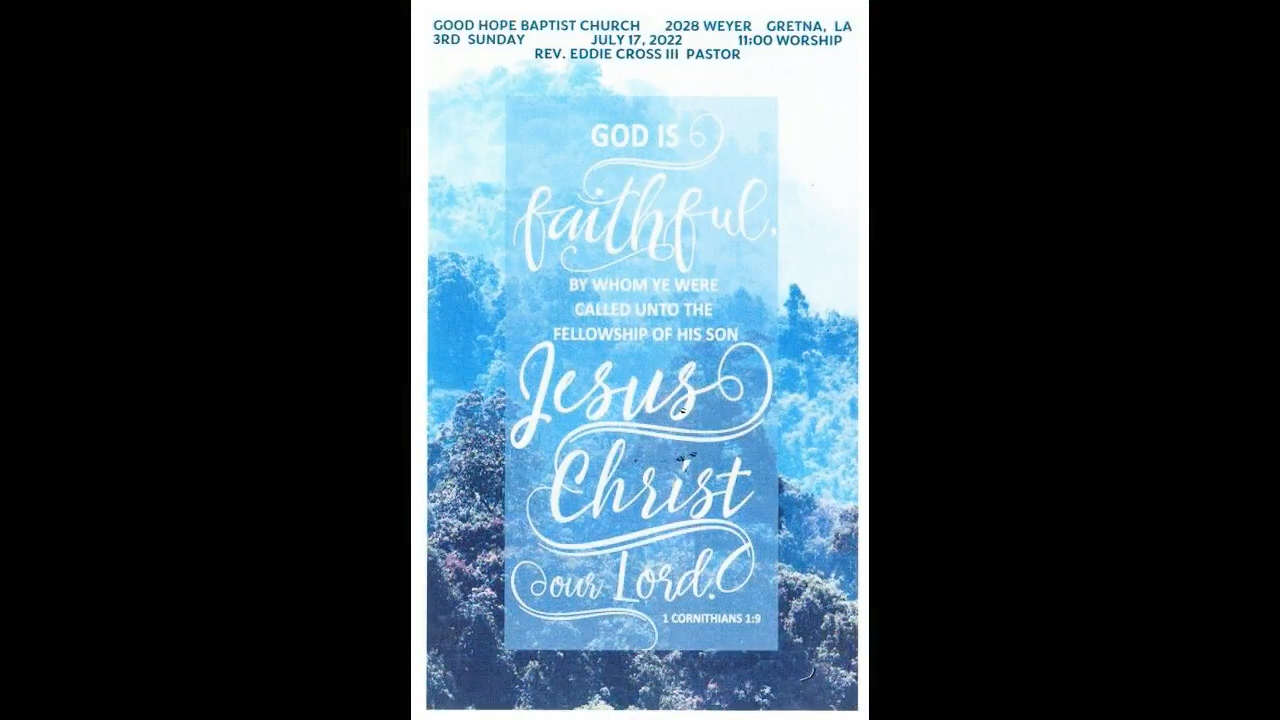 GOOD HOPE BAPTIST CHURCH 2028 WEYER GRETNA, LA
3RD SUNDAY JULY 17, 2022 11:00 WORSHIP
REV. EDDIE CROSS III PASTOR
GOD IS
faithful,
BY WHOM YE WERE
CALLED UNTO THE
FELLOWSHIP OF HIS SON
Jesus
Christ
our Lord.
1 CORNITHIANS 1:9